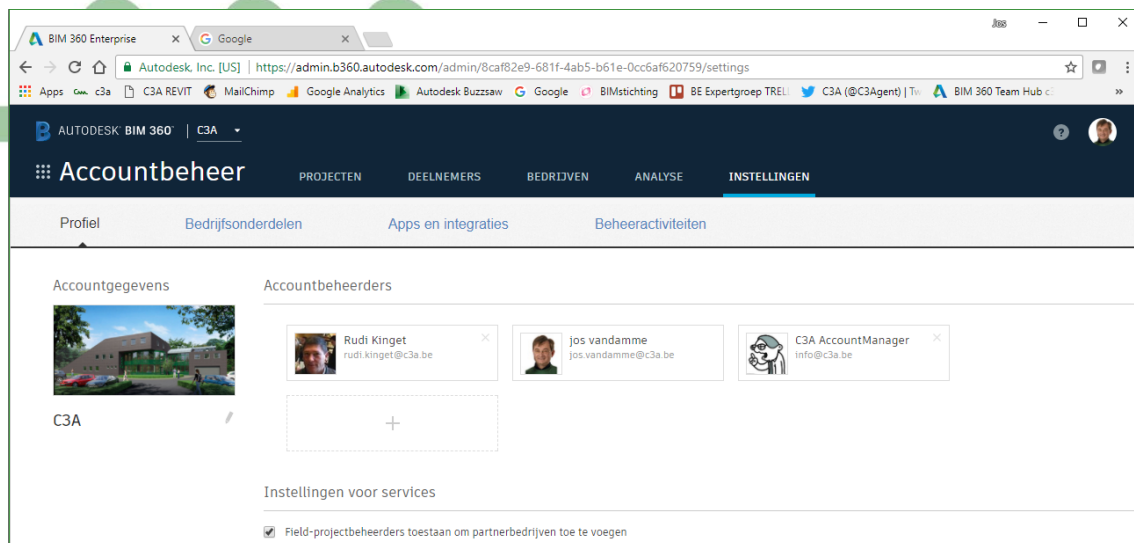 Jos
BIM 360 Enterprise
Google
Autodesk, Inc. [US] | https://admin.b360.autodesk.com/admin/8caf82e9-681f-4ab5-b61e-0cc6af620759/settings
Apps c3a C3A REVIT MailChimp Google Analytics Autodesk Buzzsaw Google BIMstichting BE Expertgroep TREL C3A (@C3Agent) | Tw BIM 360 Team Hub c3 »
AUTODESK® BIM 360® | C3A
Accountbeheer PROJECTEN DEELNEMERS BEDRIJVEN ANALYSE INSTELLINGEN
Profiel Bedrijfsonderdelen Apps en integraties Beheeractiviteiten
Accountgegevens
C3A
Accountbeheerders
Rudi Kinget
rudi.kinget@c3a.be
jos vandamme
jos.vandamme@c3a.be
C3A AccountManager
info@c3a.be
Instellingen voor services
Field-projectbeheerders toestaan om partnerbedrijven toe te voegen